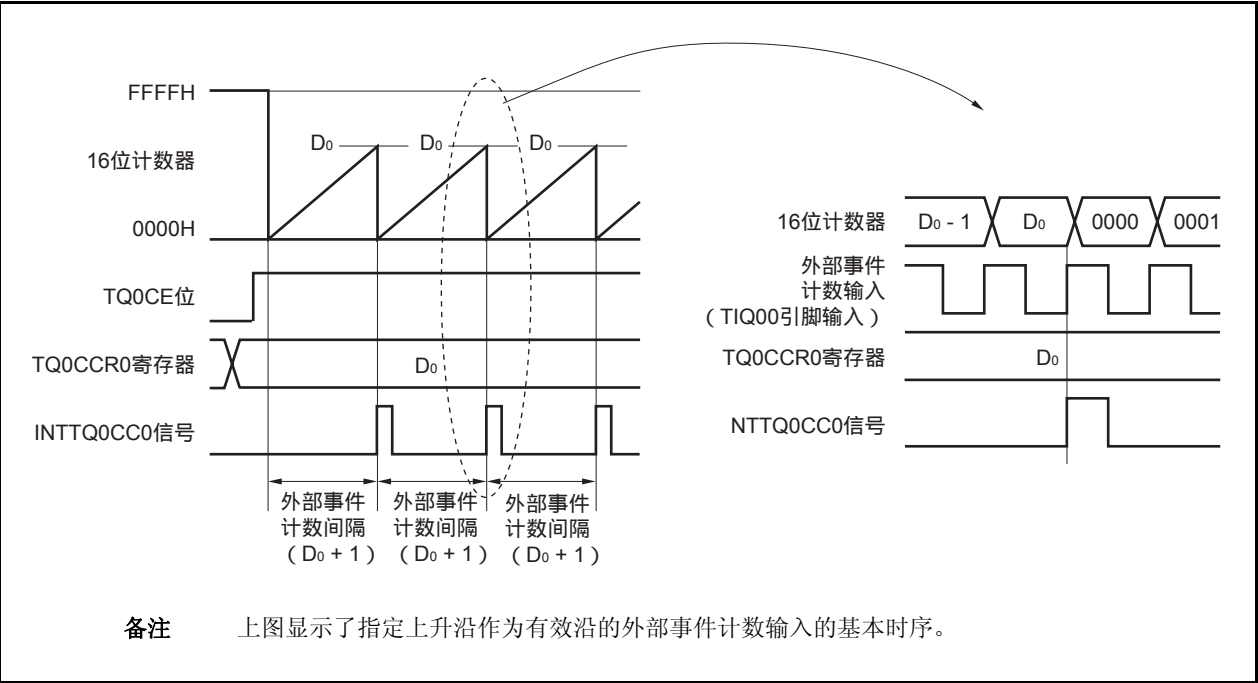 FFFFH
16位计数器
0000H
D0
D0
D0
TQ0CE位
TQ0CCR0寄存器
D0
INTTQ0CC0信号
外部事件
计数间隔
（D0 + 1）
外部事件
计数间隔
（D0 + 1）
外部事件
计数间隔
（D0 + 1）
16位计数器
D0 - 1
D0
0000
0001
外部事件
计数输入
（TIQ00引脚输入）
TQ0CCR0寄存器
D0
NTTQ0CC0信号
备注 上图显示了指定上升沿作为有效沿的外部事件计数输入的基本时序。